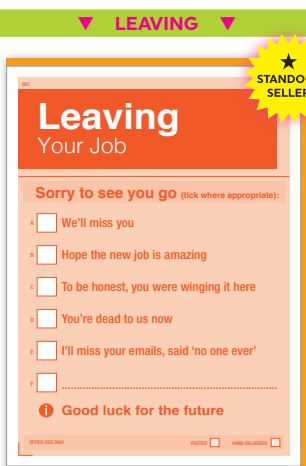 ▼ LEAVING ▼
★
STANDOU
SELLER
Leaving
Your Job
Sorry to see you go (tick where appropriate):
A We'll miss you
B Hope the new job is amazing
C To be honest, you were winging it here
D You're dead to us now
E I'll miss your emails, said 'no one ever'
F ............................................................
Good luck for the future
OFFICE USE ONLY POSTED HAND DELIVERED